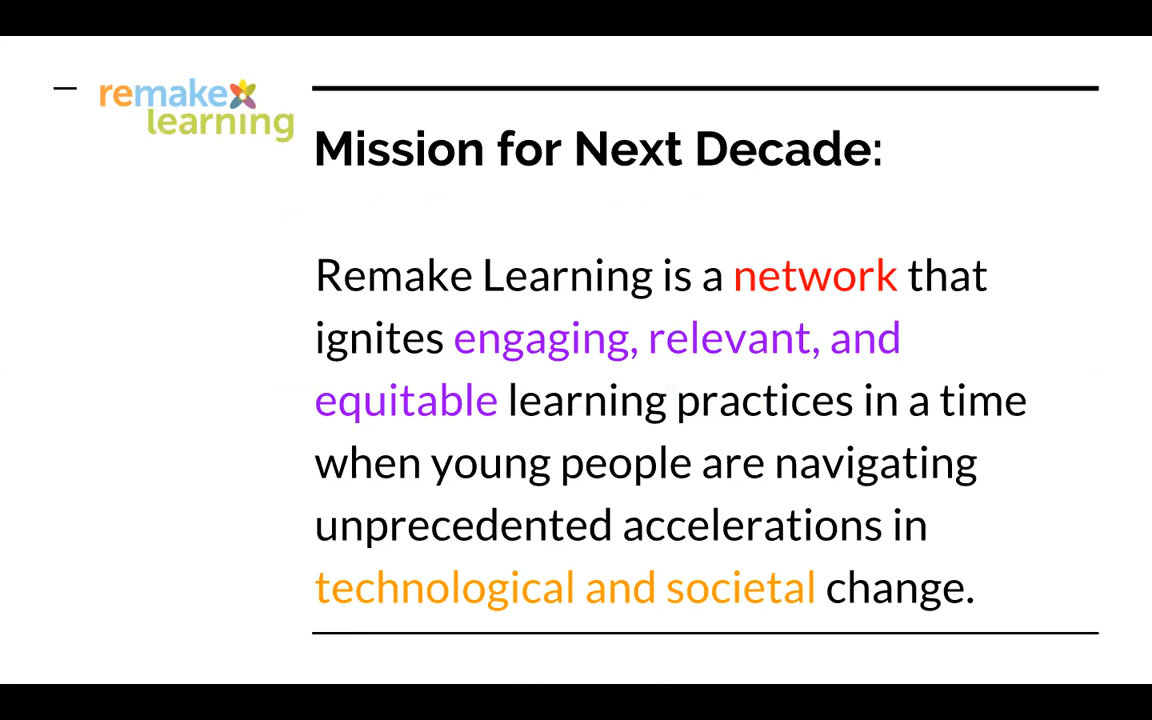 remake
learning
Mission for Next Decade:
Remake Learning is a network that
ignites engaging, relevant, and
equitable learning practices in a time
when young people are navigating
unprecedented accelerations in
technological and societal change.